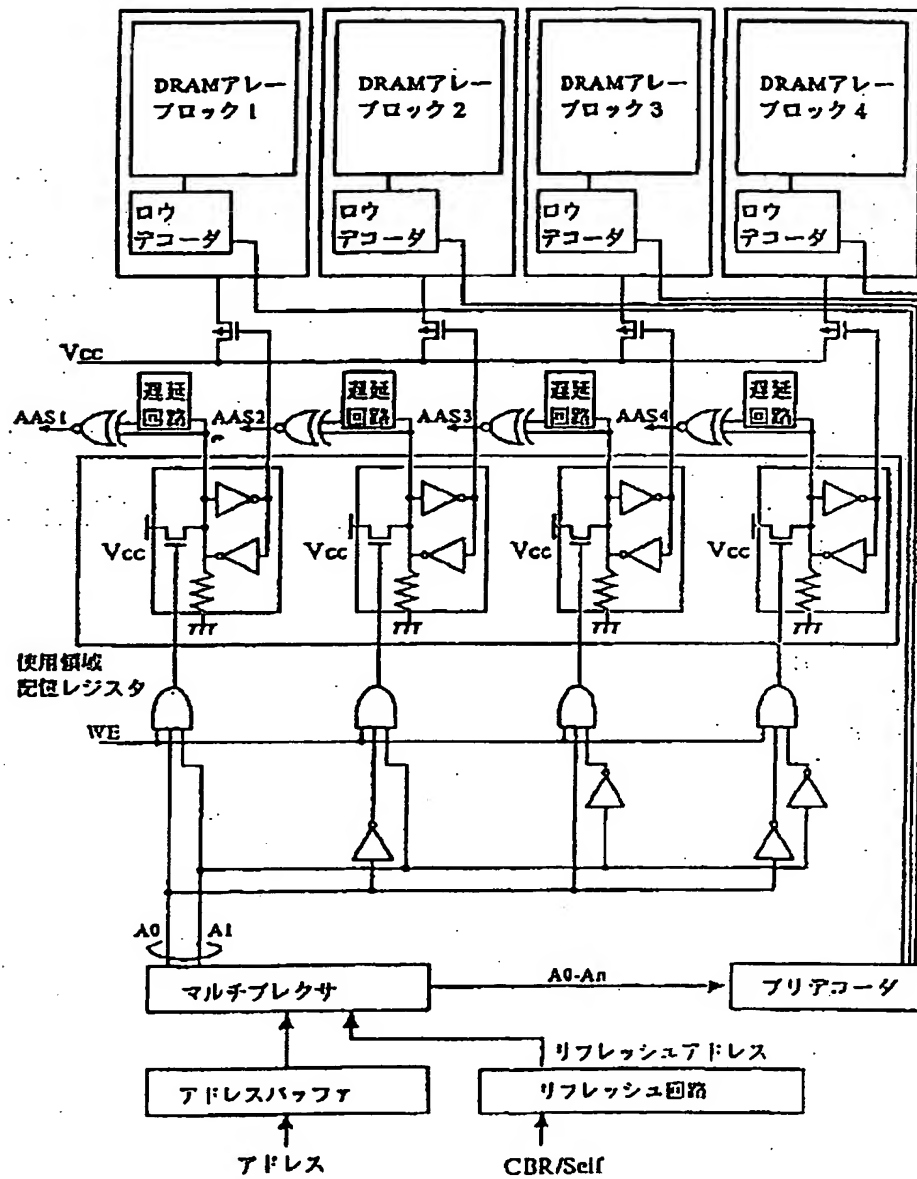 DRAMアレー
ブロック1
DRAMアレー
ブロック2
DRAMアレー
ブロック3
DRAMアレー
ブロック4
ロウ
デコーダ
ロウ
デコーダ
ロウ
デコーダ
ロウ
デコーダ
Vcc
AAS1
遅延
回路
AAS2
遅延
回路
AAS3
遅延
回路
AAS4
遅延
回路
Vcc
Vcc
Vcc
Vcc
使用領域
記憶レジスタ
WE
A0
A1
マルチプレクサ
A0-An
プリデコーダ
リフレッシュアドレス
アドレスバッファ
リフレッシュ回路
アドレス
CBR/Self